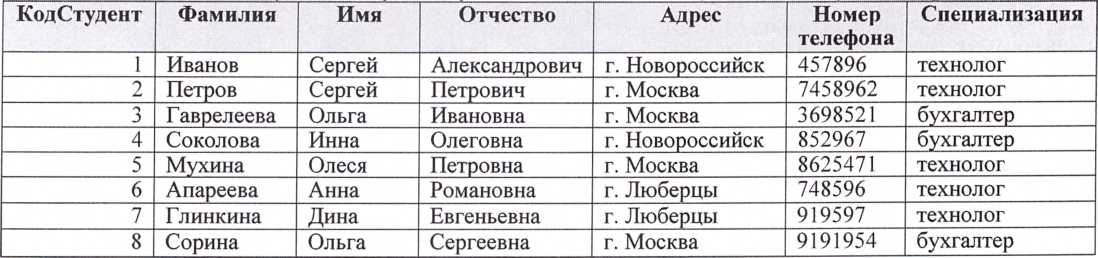 КодСтудент Фамилия Имя Отчество Адрес Номер телефона Специализация
1 Иванов Сергей Александрович г. Новороссийск 457896 технолог
2 Петров Сергей Петрович г. Москва 7458962 технолог
3 Гаврелеева Ольга Ивановна г. Москва 3698521 бухгалтер
4 Соколова Инна Олеговна г. Новороссийск 852967 бухгалтер
5 Мухина Олеся Петровна г. Москва 8625471 технолог
6 Апареева Анна Романовна г. Люберцы 748596 технолог
7 Глинкина Дина Евгеньевна г. Люберцы 919597 технолог
8 Сорина Ольга Сергеевна г. Москва 9191954 бухгалтер